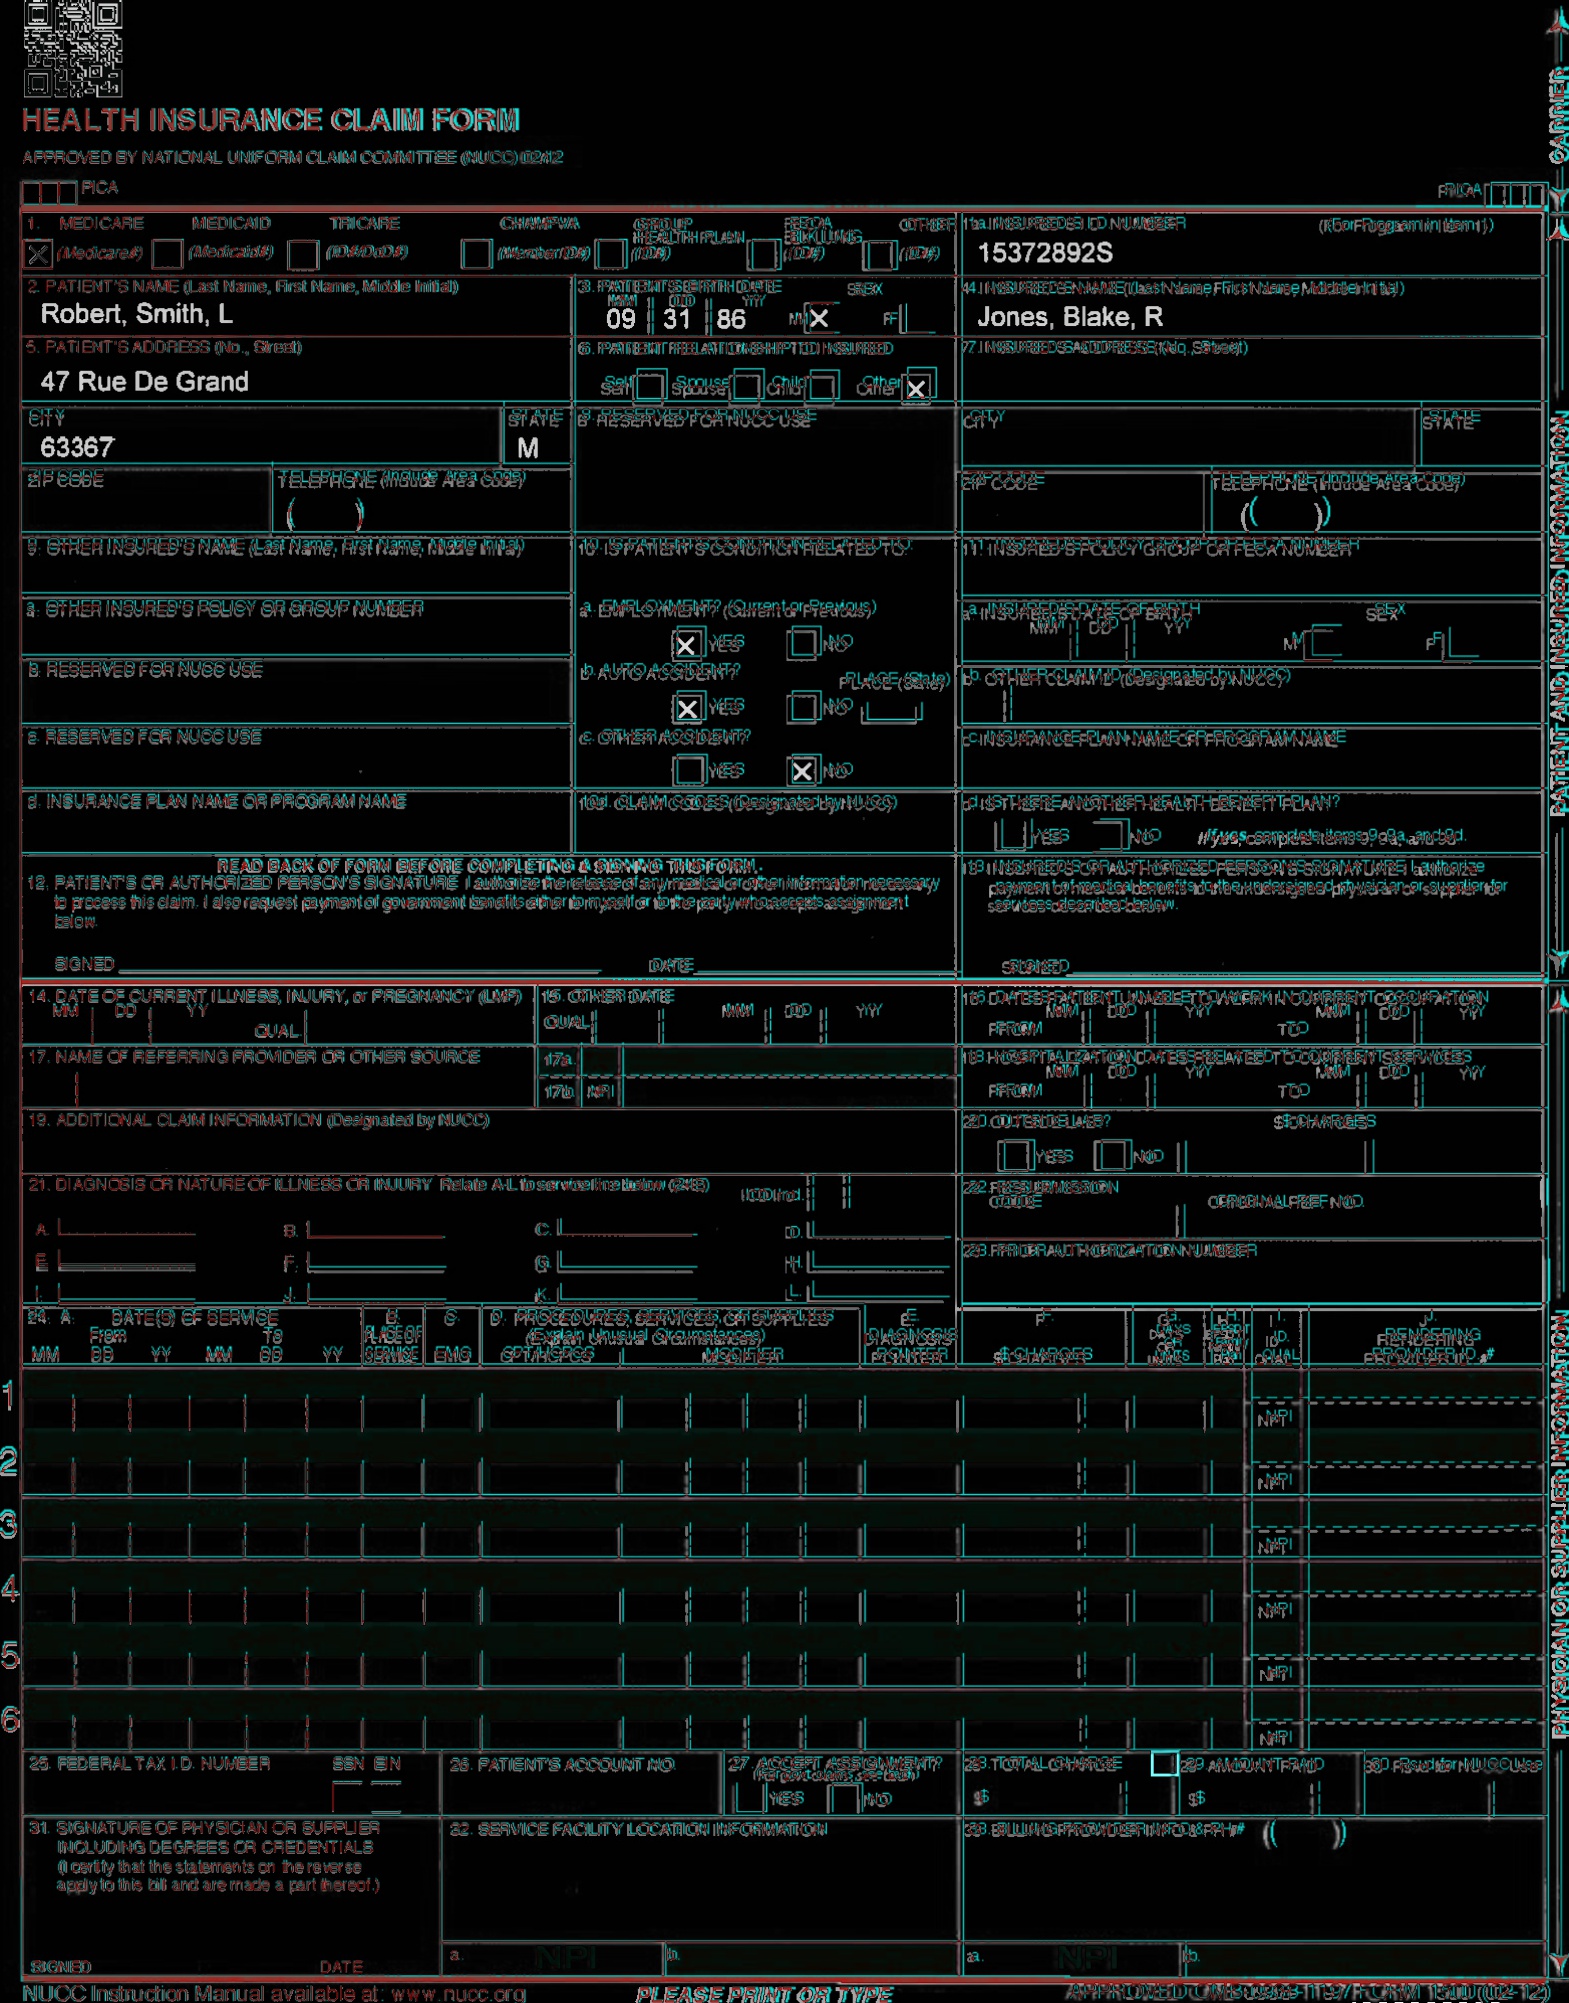 HEALTH INSURANCE CLAIM FORM
APPROVED BY NATIONAL UNIFORM CLAIM COMMITTEE (NUCC) 02/12
PICA
PICA
1. MEDICARE MEDICAID TRICARE CHAMPVA GROUP HEALTH PLAN FECA BLK LUNG OTHER
(Medicare#) (Medicaid#) (ID#/DoD#) (Member ID#) (ID#) (ID#) (ID#)
1a. INSURED'S I.D. NUMBER (For Program in Item 1)
15372892S
2. PATIENT'S NAME (Last Name, First Name, Middle Initial)
Robert, Smith, L
3. PATIENT'S BIRTH DATE SEX
MM DD YY
09 31 86 M X F
4. INSURED'S NAME (Last Name, First Name, Middle Initial)
Jones, Blake, R
5. PATIENT'S ADDRESS (No., Street)
47 Rue De Grand
6. PATIENT RELATIONSHIP TO INSURED
Self Spouse Child Other X
7. INSURED'S ADDRESS (No., Street)
CITY STATE
63367 M
8. RESERVED FOR NUCC USE
CITY STATE
ZIP CODE TELEPHONE (Include Area Code)
( )
ZIP CODE TELEPHONE (Include Area Code)
( )
9. OTHER INSURED'S NAME (Last Name, First Name, Middle Initial)
10. IS PATIENT'S CONDITION RELATED TO:
11. INSURED'S POLICY GROUP OR FECA NUMBER
a. OTHER INSURED'S POLICY OR GROUP NUMBER
a. EMPLOYMENT? (Current or Previous)
X YES NO
a. INSURED'S DATE OF BIRTH SEX
MM DD YY M F
b. RESERVED FOR NUCC USE
b. AUTO ACCIDENT? PLACE (State)
X YES NO
b. OTHER CLAIM ID (Designated by NUCC)
c. RESERVED FOR NUCC USE
c. OTHER ACCIDENT?
YES X NO
c. INSURANCE PLAN NAME OR PROGRAM NAME
d. INSURANCE PLAN NAME OR PROGRAM NAME
10d. CLAIM CODES (Designated by NUCC)
d. IS THERE ANOTHER HEALTH BENEFIT PLAN?
YES NO If yes, complete items 9, 9a, and 9d.
READ BACK OF FORM BEFORE COMPLETING & SIGNING THIS FORM.
12. PATIENT'S OR AUTHORIZED PERSON'S SIGNATURE I authorize the release of any medical or other information necessary
to process this claim. I also request payment of government benefits either to myself or to the party who accepts assignment
below.
SIGNED DATE
13. INSURED'S OR AUTHORIZED PERSON'S SIGNATURE I authorize
payment of medical benefits to the undersigned physician or supplier for
services described below.
SIGNED
14. DATE OF CURRENT ILLNESS, INJURY, or PREGNANCY (LMP)
MM DD YY QUAL.
15. OTHER DATE
QUAL. MM DD YY
16. DATES PATIENT UNABLE TO WORK IN CURRENT OCCUPATION
MM DD YY MM DD YY
FROM TO
17. NAME OF REFERRING PROVIDER OR OTHER SOURCE
17a.
17b. NPI
18. HOSPITALIZATION DATES RELATED TO CURRENT SERVICES
MM DD YY MM DD YY
FROM TO
19. ADDITIONAL CLAIM INFORMATION (Designated by NUCC)
20. OUTSIDE LAB? $ CHARGES
YES NO
21. DIAGNOSIS OR NATURE OF ILLNESS OR INJURY Relate A-L to service line below (24E)
ICD Ind.
A. B. C. D.
E. F. G. H.
I. J. K. L.
22. RESUBMISSION CODE ORIGINAL REF. NO.
23. PRIOR AUTHORIZATION NUMBER
24. A. DATE(S) OF SERVICE
From To
MM DD YY MM DD YY
B. PLACE OF SERVICE
C. EMG
D. PROCEDURES, SERVICES, OR SUPPLIES
(Explain Unusual Circumstances)
CPT/HCPCS MODIFIER
E. DIAGNOSIS POINTER
F. $ CHARGES
G. DAYS OR UNITS
H.
I. ID. QUAL.
J. RENDERING PROVIDER ID. #
1 NPI
2 NPI
3 NPI
4 NPI
5 NPI
6 NPI
25. FEDERAL TAX I.D. NUMBER SSN EIN
26. PATIENT'S ACCOUNT NO.
27. ACCEPT ASSIGNMENT?
(For govt. claims, see back)
YES NO
28. TOTAL CHARGE
$
29. AMOUNT PAID
$
30. Rsvd for NUCC Use
31. SIGNATURE OF PHYSICIAN OR SUPPLIER
INCLUDING DEGREES OR CREDENTIALS
(I certify that the statements on the reverse
apply to this bill and are made a part thereof.)
SIGNED DATE
32. SERVICE FACILITY LOCATION INFORMATION
a. NPI b.
33. BILLING PROVIDER INFO & PH # ( )
a. NPI b.
NUCC Instruction Manual available at: www.nucc.org
PLEASE PRINT OR TYPE
APPROVED OMB-0938-1197 FORM 1500 (02-12)
CARRIER
PATIENT AND INSURED INFORMATION
PHYSICIAN OR SUPPLIER INFORMATION